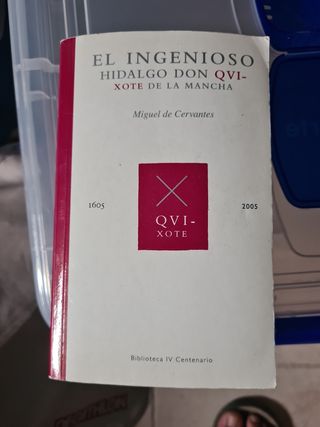 EL INGENIOSO
HIDALGO DON QVI-
XOTE DE LA MANCHA
Miguel de Cervantes
1605
QVI-
XOTE
2005
Biblioteca IV Centenario
DECATHLON